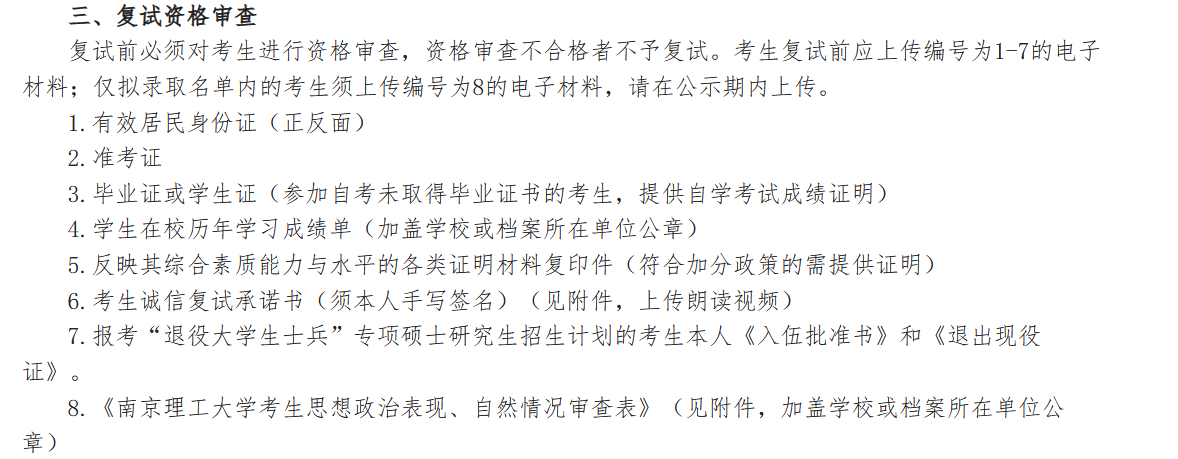 三、复试资格审查
复试前必须对考生进行资格审查，资格审查不合格者不予复试。考生复试前应上传编号为1-7的电子
材料；仅拟录取名单内的考生须上传编号为8的电子材料，请在公示期内上传。
1.有效居民身份证（正反面）
2.准考证
3.毕业证或学生证（参加自考未取得毕业证书的考生，提供自学考试成绩证明）
4.学生在校历年学习成绩单（加盖学校或档案所在单位公章）
5.反映其综合素质能力与水平的各类证明材料复印件（符合加分政策的需提供证明）
6.考生诚信复试承诺书（须本人手写签名）（见附件，上传朗读视频）
7.报考“退役大学生士兵”专项硕士研究生招生计划的考生本人《入伍批准书》和《退出现役
证》。
8.《南京理工大学考生思想政治表现、自然情况审查表》（见附件，加盖学校或档案所在单位公
章）